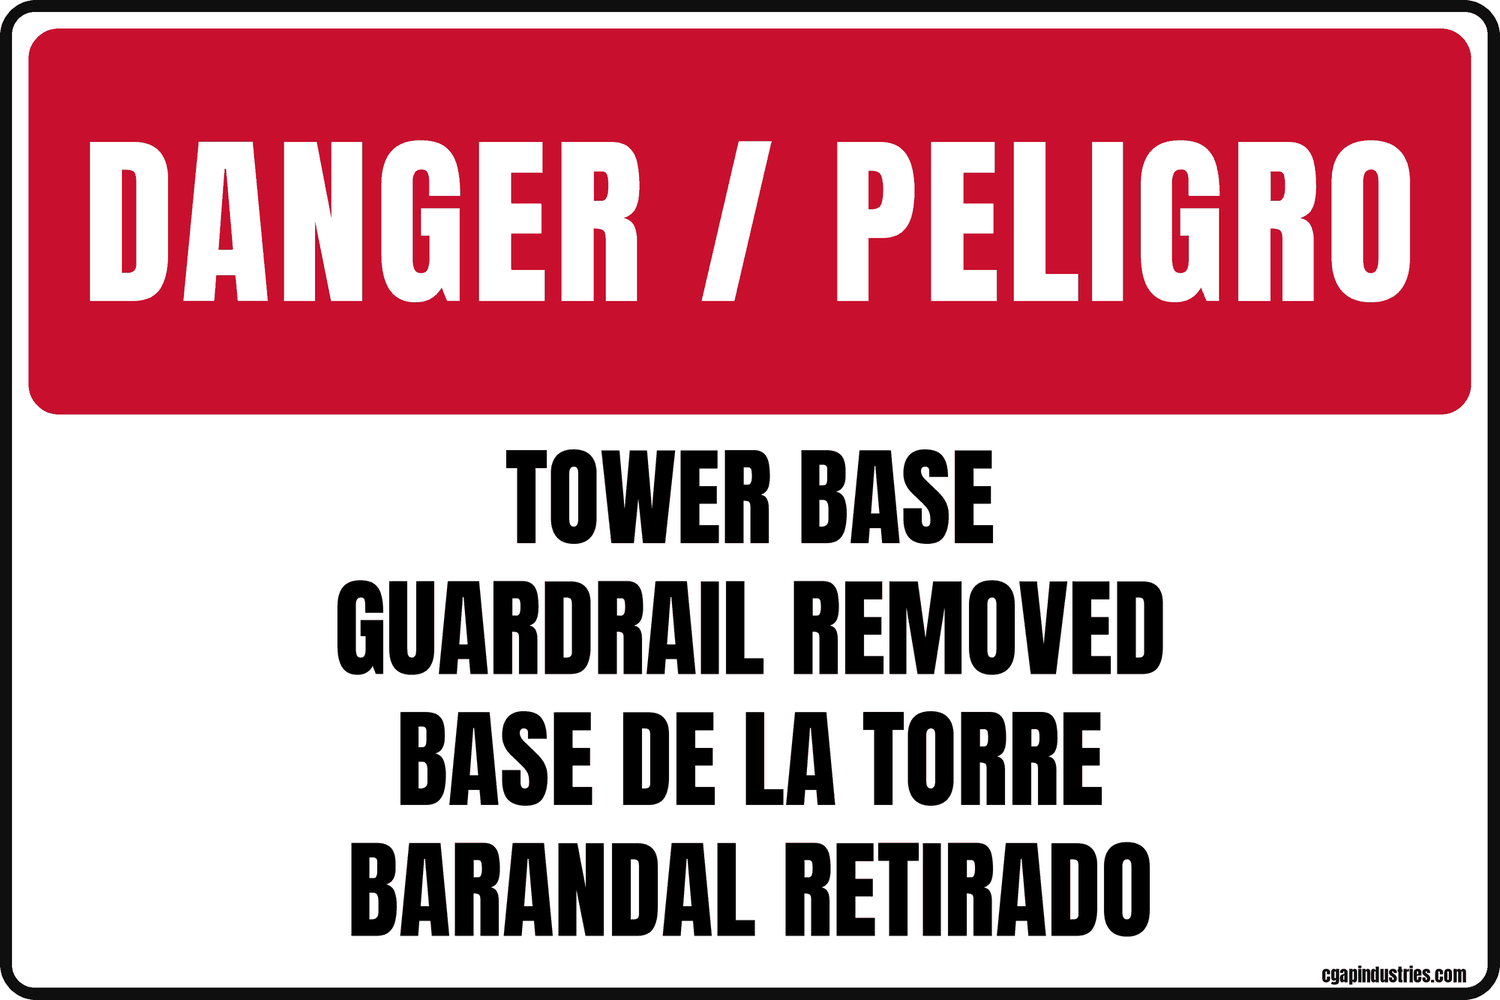 DANGER / PELIGRO
TOWER BASE
GUARDRAIL REMOVED
BASE DE LA TORRE
BARANDAL RETIRADO
cgapindustries.com